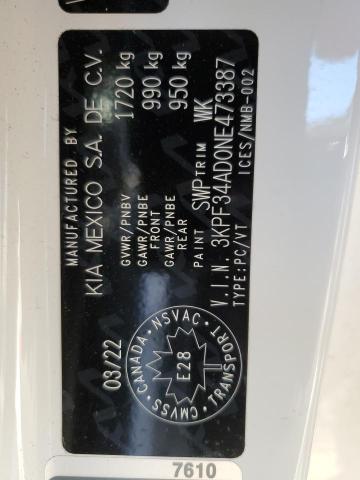 MANUFACTURED BY
KIA MEXICO S.A. DE C.V.
03/22
GVWR/PNBV 1720 kg
GAWR/PNBE FRONT 990 kg
GAWR/PNBE REAR 950 kg
PAINT SWP TRIM WK
V.I.N. 3KPF34AD0NE473387
TYPE:PC/VT ICES/NMB-002
CANADA • NSVAC • TRANSPORT • CMVSS
E28
7610